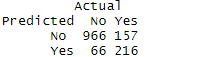 Actual
Predicted No Yes
No 966 157
Yes 66 216